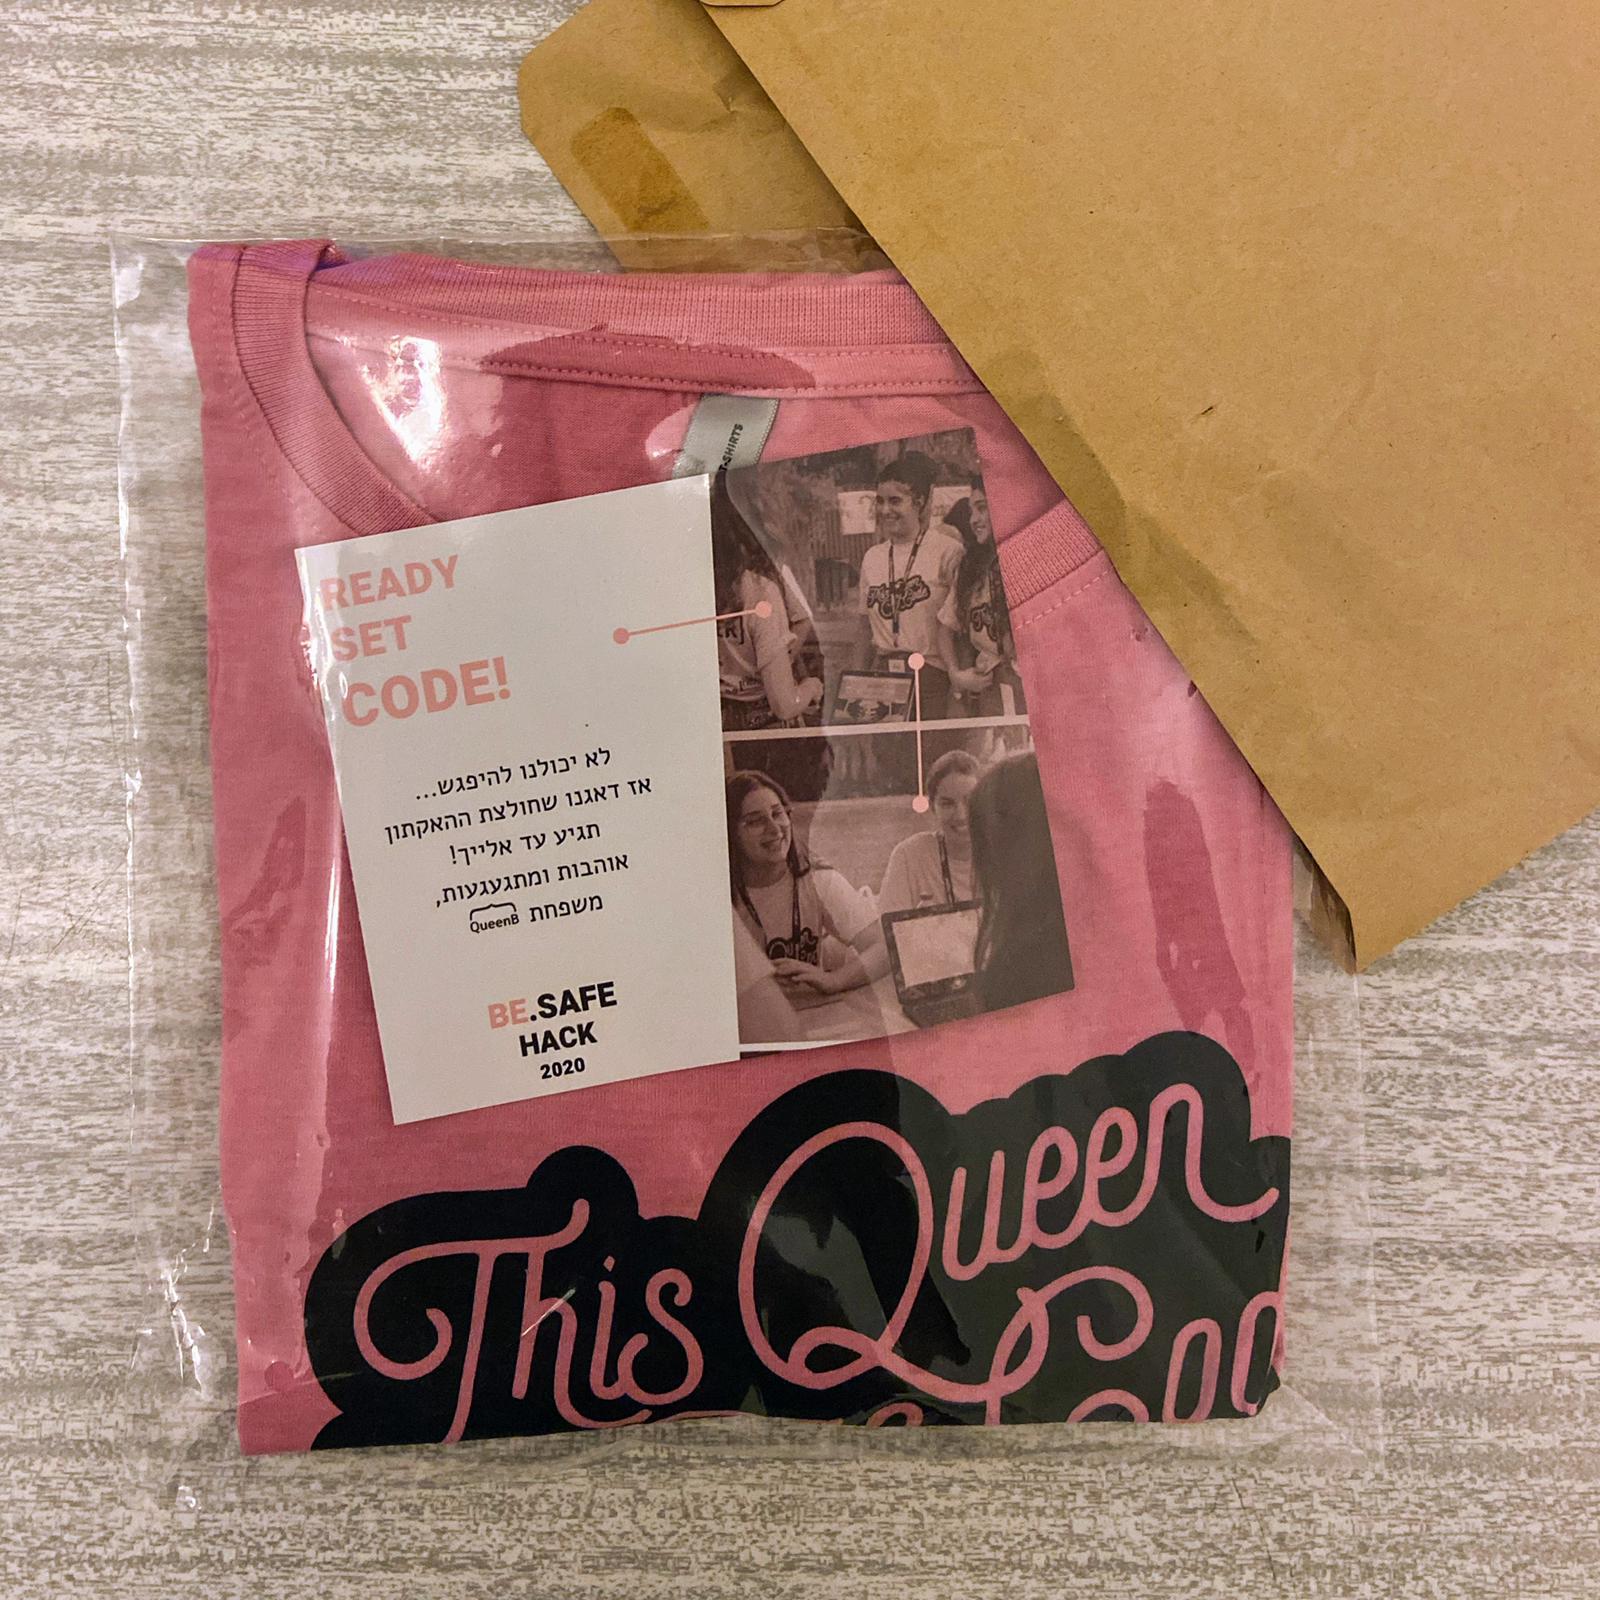 T-SHIRTS
READY
SET
CODE!
לא יכולנו להיפגש...
אז דאגנו שחולצת ההאקתון
תגיע עד אלייך!
אוהבות ומתגעגעות,
משפחת QueenB
BE.SAFE
HACK
2020
This Queen